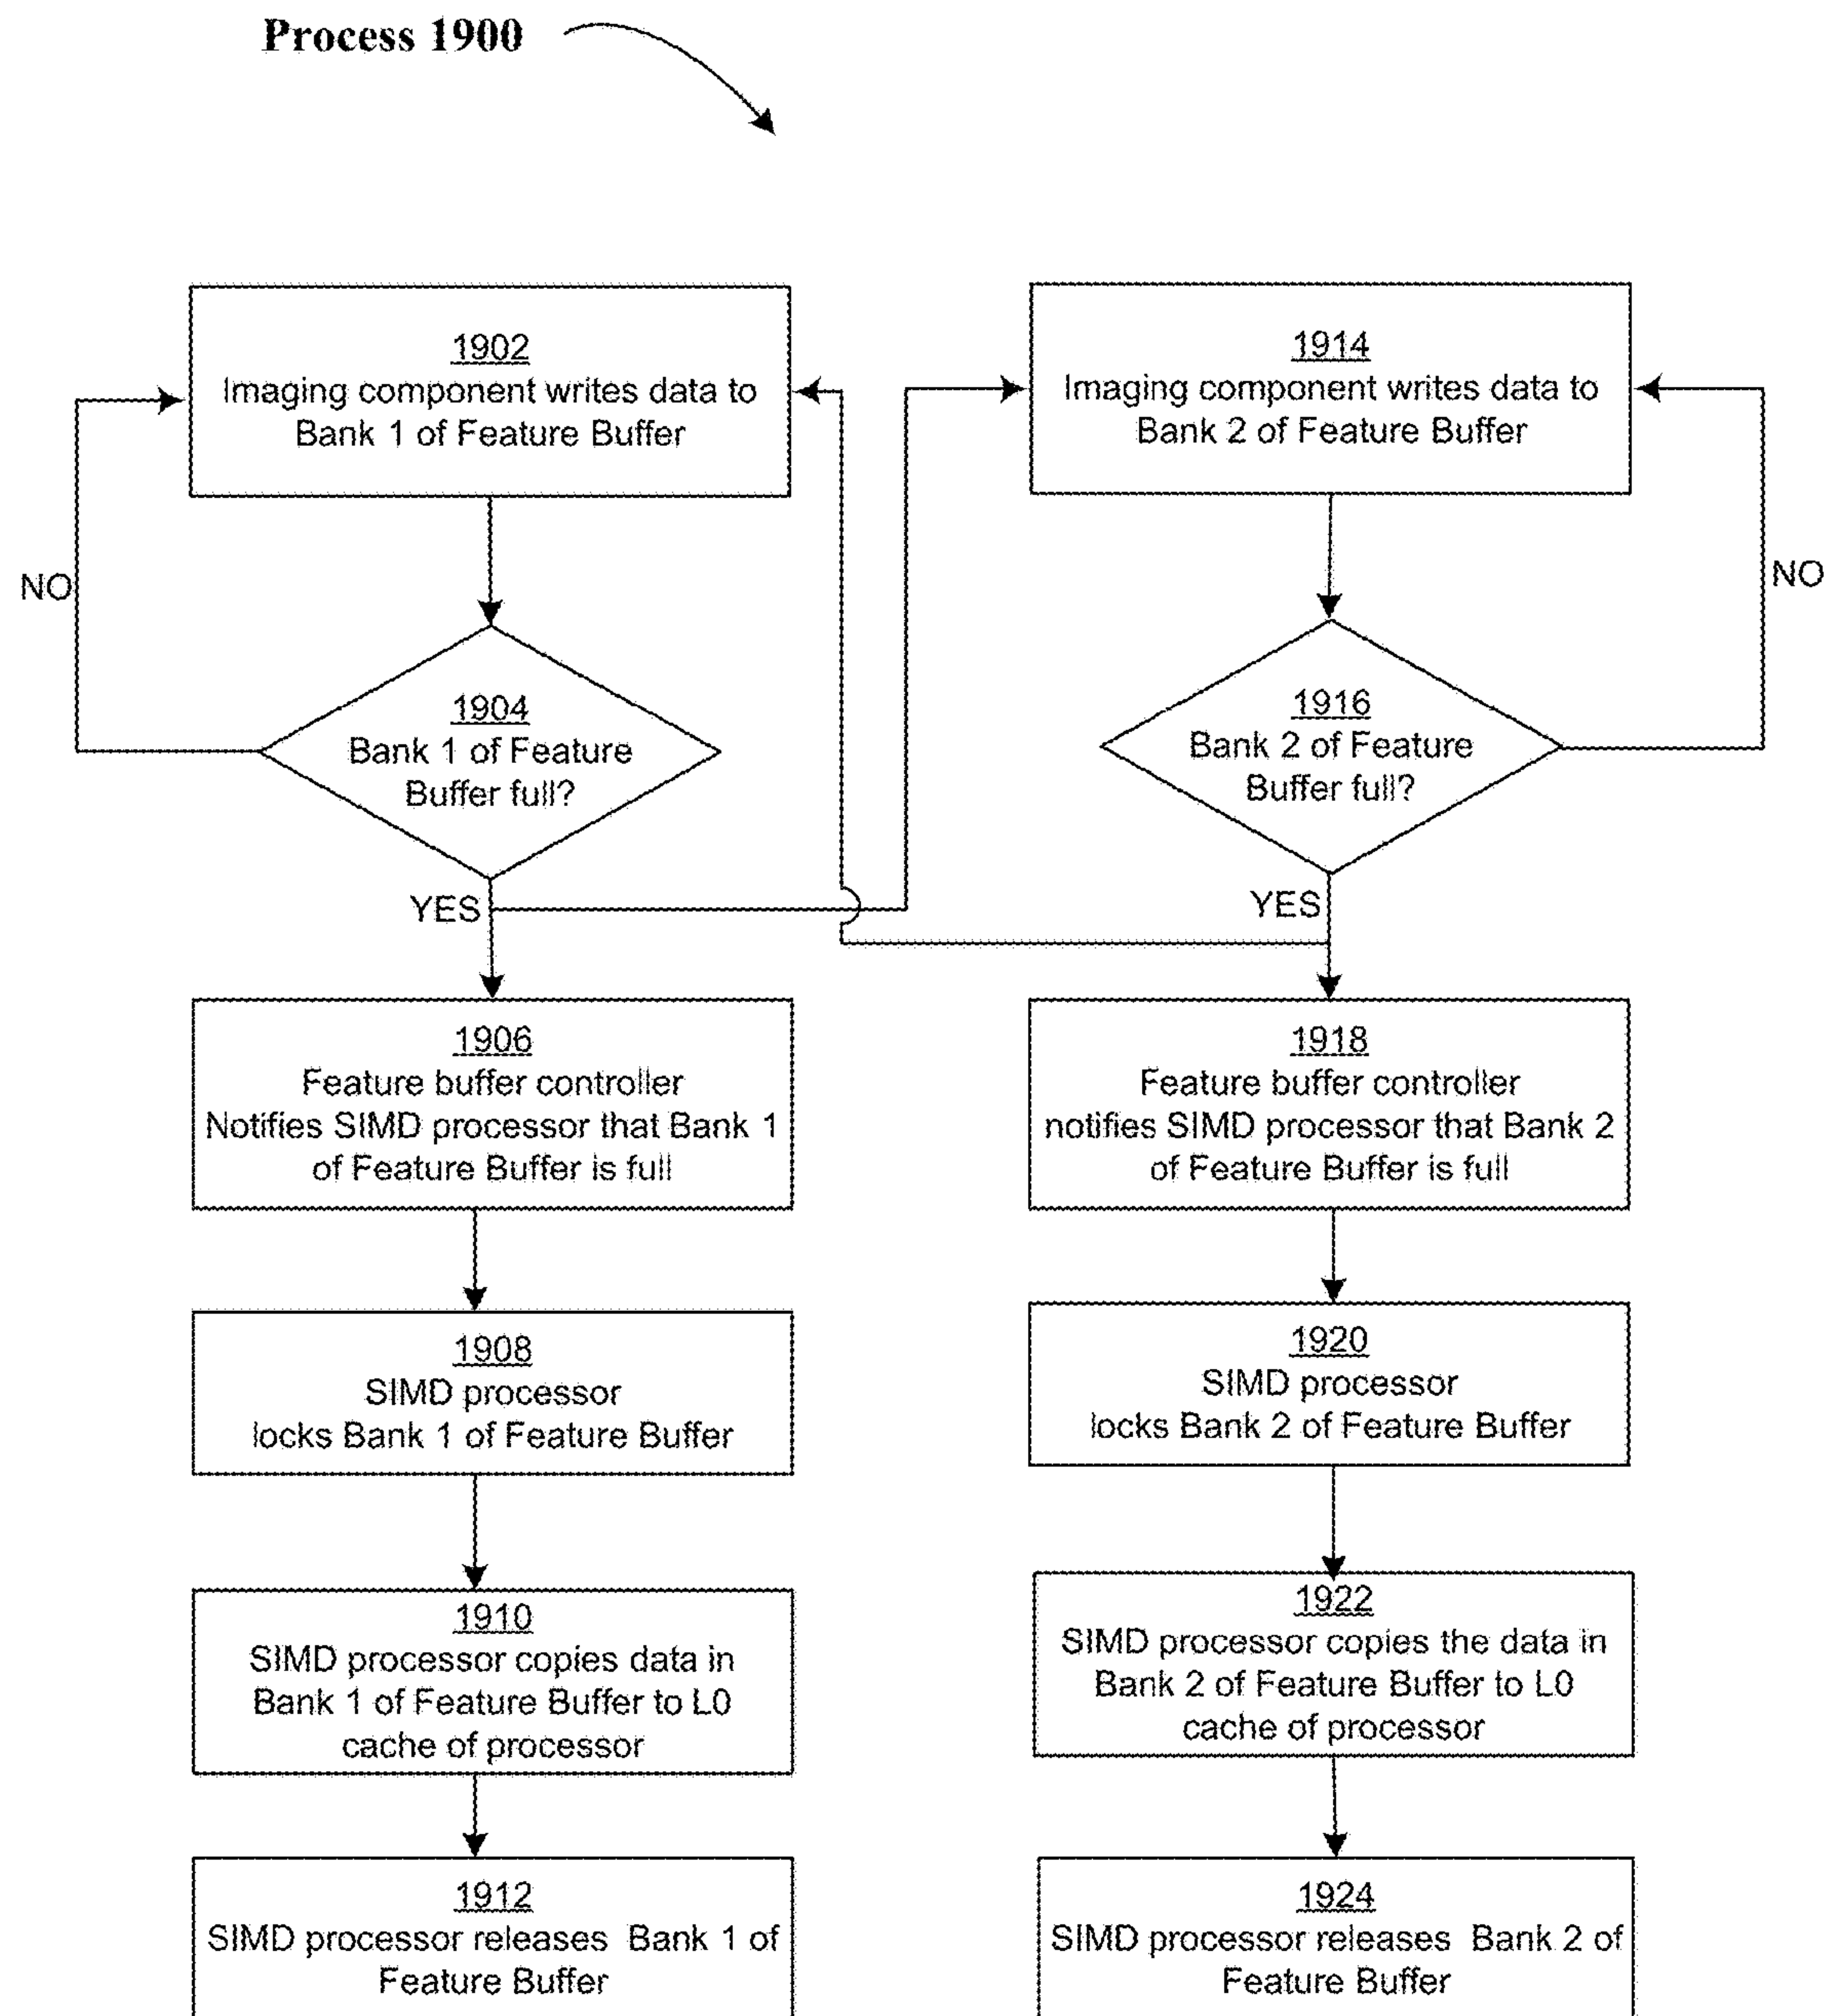 Process 1900
1902
Imaging component writes data to
Bank 1 of Feature Buffer
NO
1904
Bank 1 of Feature
Buffer full?
YES
1906
Feature buffer controller
Notifies SIMD processor that Bank 1
of Feature Buffer is full
1908
SIMD processor
locks Bank 1 of Feature Buffer
1910
SIMD processor copies data in
Bank 1 of Feature Buffer to L0
cache of processor
1912
SIMD processor releases Bank 1 of
Feature Buffer
1914
Imaging component writes data to
Bank 2 of Feature Buffer
NO
1916
Bank 2 of Feature
Buffer full?
YES
1918
Feature buffer controller
notifies SIMD processor that Bank 2
of Feature Buffer is full
1920
SIMD processor
locks Bank 2 of Feature Buffer
1922
SIMD processor copies the data in
Bank 2 of Feature Buffer to L0
cache of processor
1924
SIMD processor releases Bank 2 of
Feature Buffer